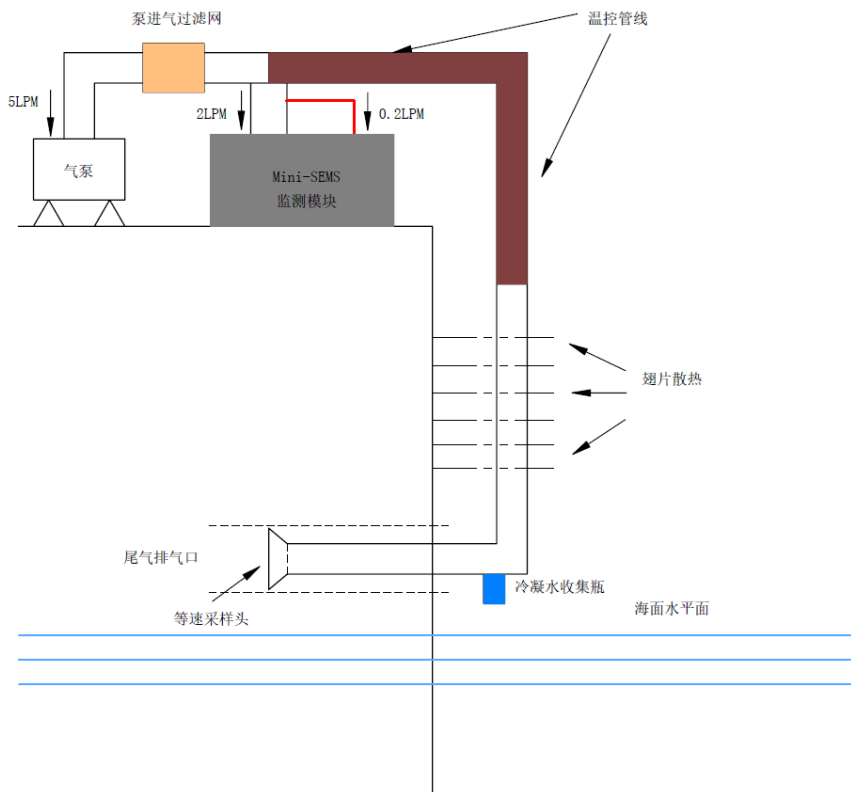 泵进气过滤网
温控管线
5LPM
2LPM
0.2LPM
气泵
Mini-SEMS
监测模块
翅片散热
尾气排气口
冷凝水收集瓶
等速采样头
海面水平面